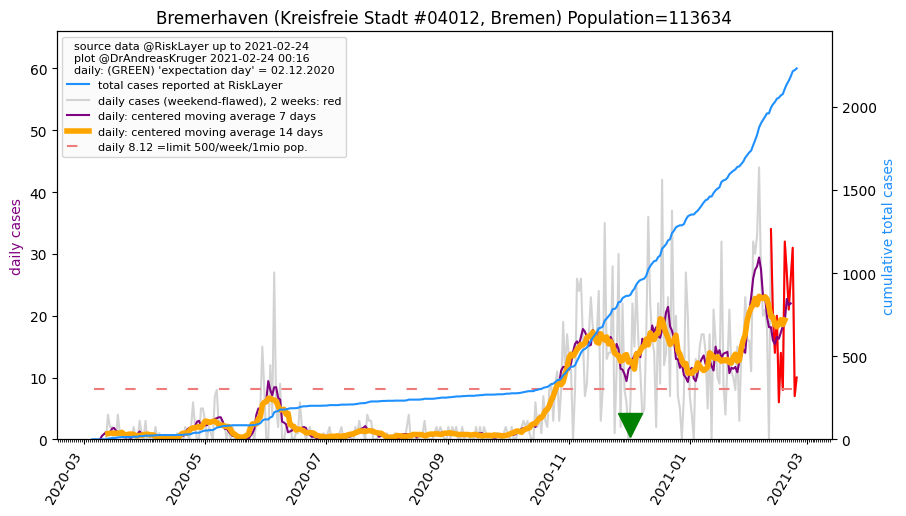 Bremerhaven (Kreisfreie Stadt #04012, Bremen) Population=113634
source data @RiskLayer up to 2021-02-24
plot @DrAndreasKruger 2021-02-24 00:16
daily: (GREEN) 'expectation day' = 02.12.2020
total cases reported at RiskLayer
daily cases (weekend-flawed), 2 weeks: red
daily: centered moving average 7 days
daily: centered moving average 14 days
daily 8.12 =limit 500/week/1mio pop.
daily cases
60
50
40
30
20
10
0
cumulative total cases
2000
1500
1000
500
0
2020-03
2020-05
2020-07
2020-09
2020-11
2021-01
2021-03